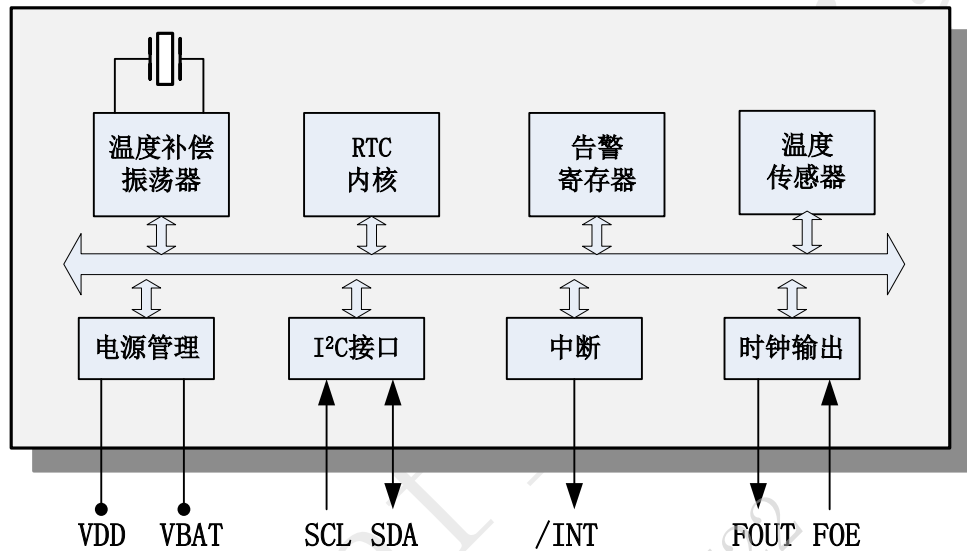 温度补偿
振荡器
RTC
内核
告警
寄存器
温度
传感器
电源管理
I²C接口
中断
时钟输出
VDD VBAT SCL SDA /INT FOUT FOE